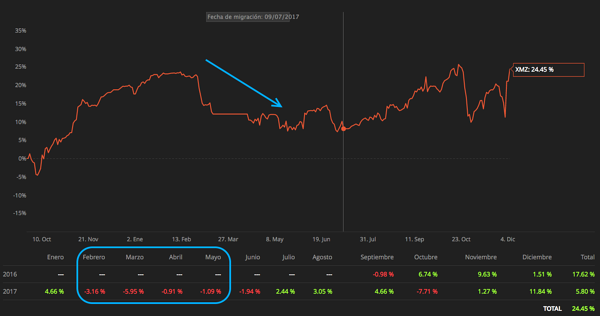 Fecha de migración: 09/07/2017
35%
30%
25%
20%
15%
10%
5%
0%
-5%
-10%
-15%
XMZ: 24.45 %
10. Oct 21. Nov 2. Ene 13. Feb 27. Mar 8. May 19. Jun 31. Jul 11. Sep 23. Oct 4. Dic
Enero Febrero Marzo Abril Mayo Junio Julio Agosto Septiembre Octubre Noviembre Diciembre Total
2016 --- --- --- --- --- --- --- --- -0.98 % 6.74 % 9.63 % 1.51 % 17.62 %
2017 4.66 % -3.16 % -5.95 % -0.91 % -1.09 % -1.94 % 2.44 % 3.05 % 4.66 % -7.71 % 1.27 % 11.84 % 5.80 %
TOTAL 24.45 %